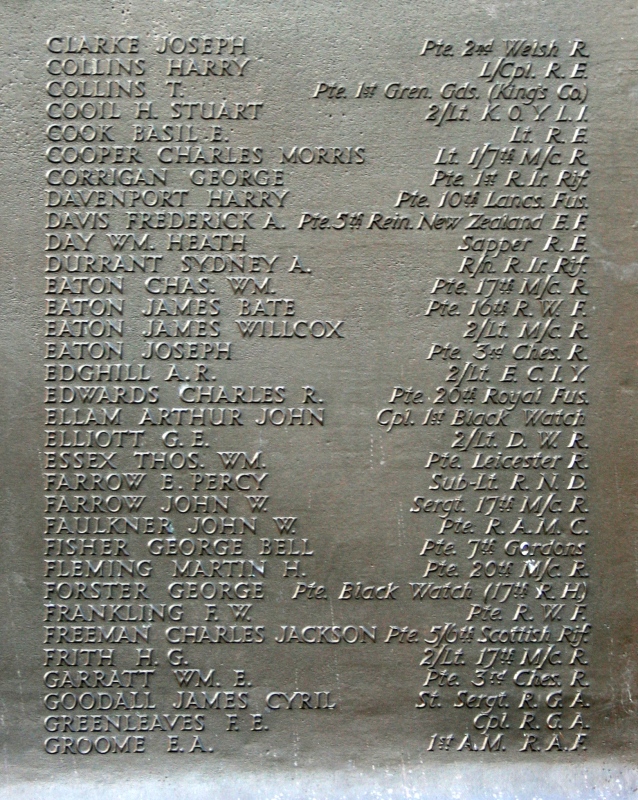 CLARKE JOSEPH Pte. 2nd Welsh R.
COLLINS HARRY L/Cpl. R. E.
COLLINS T. Pte. 1st Gren. Gds. (King's Co.)
COOIL H. STUART 2/Lt. K. O. Y. L. I.
COOK BASIL E. Lt. R. E.
COOPER CHARLES MORRIS Lt. 1/7th M/c. R.
CORRIGAN GEORGE Pte. 1st R. Ir. Rif.
DAVENPORT HARRY Pte. 10th Lancs. Fus.
DAVIS FREDERICK A. Pte. 5th Rein. New Zealand E. F.
DAY WM. HEATH Sapper R. E.
DURRANT SYDNEY A. R/n. R. Ir. Rif.
EATON CHAS. WM. Pte. 17th M/c. R.
EATON JAMES BATE Pte. 16th R. W. F.
EATON JAMES WILLCOX 2/Lt. M/c. R.
EATON JOSEPH Pte. 3rd Ches. R.
EDGHILL A. R. 2/Lt. E. C. I. Y.
EDWARDS CHARLES R. Pte. 20th Royal Fus.
ELLAM ARTHUR JOHN Cpl. 1st Black Watch
ELLIOTT G. E. 2/Lt. D. W. R.
ESSEX THOS. WM. Pte. Leicester R.
FARROW E. PERCY Sub-Lt. R. N. D.
FARROW JOHN W. Sergt. 17th M/c. R.
FAULKNER JOHN W. Pte. R. A. M. C.
FISHER GEORGE BELL Pte. 7th Gordons
FLEMING MARTIN H. Pte. 20th M/c. R.
FORSTER GEORGE Pte. Black Watch (17th R. H.)
FRANKLING F. W. Pte. R. W. F.
FREEMAN CHARLES JACKSON Pte. 5/6th Scottish Rif.
FRITH H. G. 2/Lt. 17th M/c. R.
GARRATT WM. E. Pte. 3rd Ches. R.
GOODALL JAMES CYRIL St. Sergt. R. G. A.
GREENLEAVES F. E. Cpl. R. G. A.
GROOME E. A. 1st A. M. R. A. F.